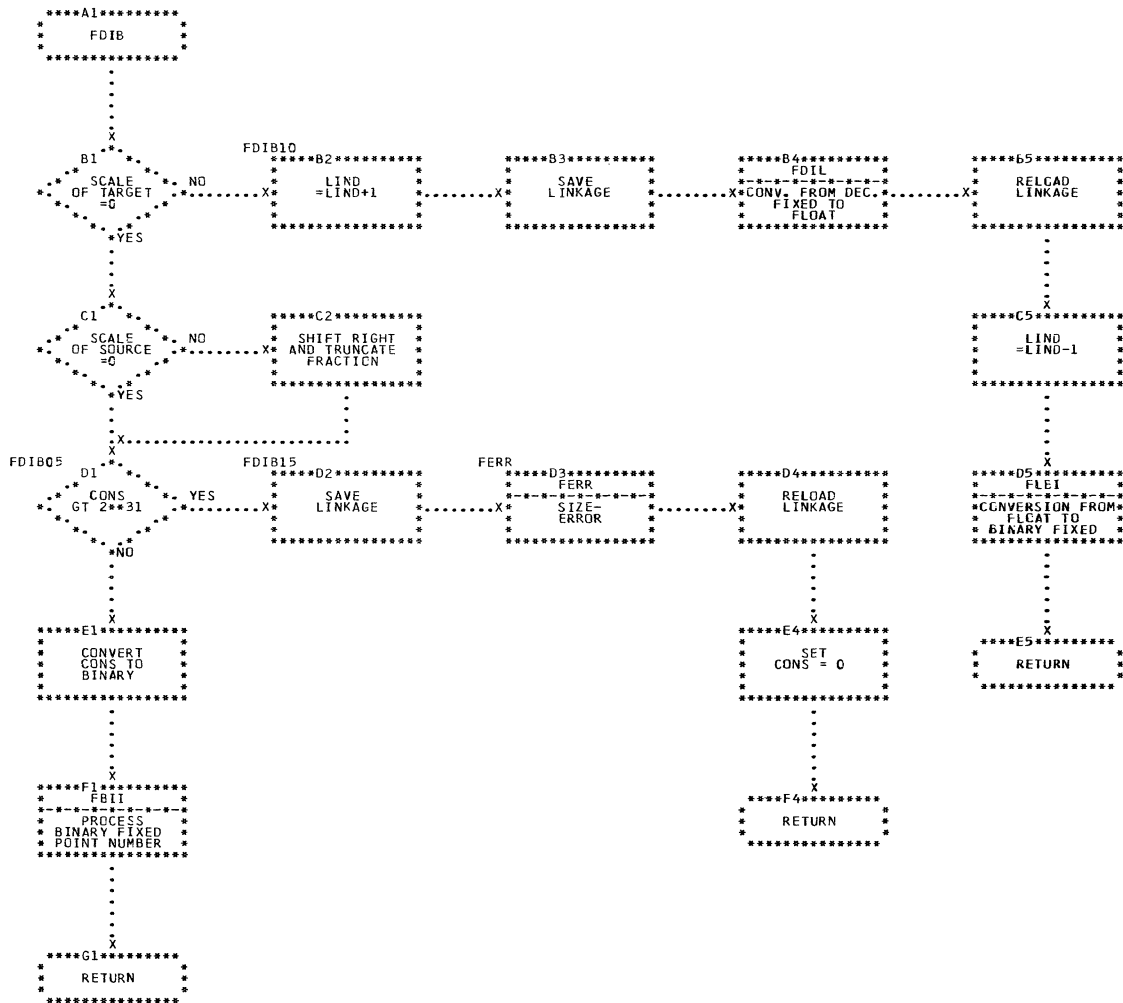 A1
FDIB
B1
SCALE
OF TARGET
=0
NO
YES
FDIB10
B2
LIND
=LIND+1
B3
SAVE
LINKAGE
B4
FDIL
CONV. FROM DEC.
FIXED TO
FLOAT
B5
RELOAD
LINKAGE
C1
SCALE
OF SOURCE
=0
NO
YES
C2
SHIFT RIGHT
AND TRUNCATE
FRACTION
C5
LIND
=LIND-1
FDIB05
D1
CONS
GT 2**31
YES
NO
FDIB15
D2
SAVE
LINKAGE
FERR
D3
FERR
SIZE-
ERROR
D4
RELOAD
LINKAGE
D5
FLBI
CONVERSION FROM
FLOAT TO
BINARY FIXED
E1
CONVERT
CONS TO
BINARY
E4
SET
CONS = 0
E5
RETURN
F1
FBII
PROCESS
BINARY FIXED
POINT NUMBER
F4
RETURN
G1
RETURN